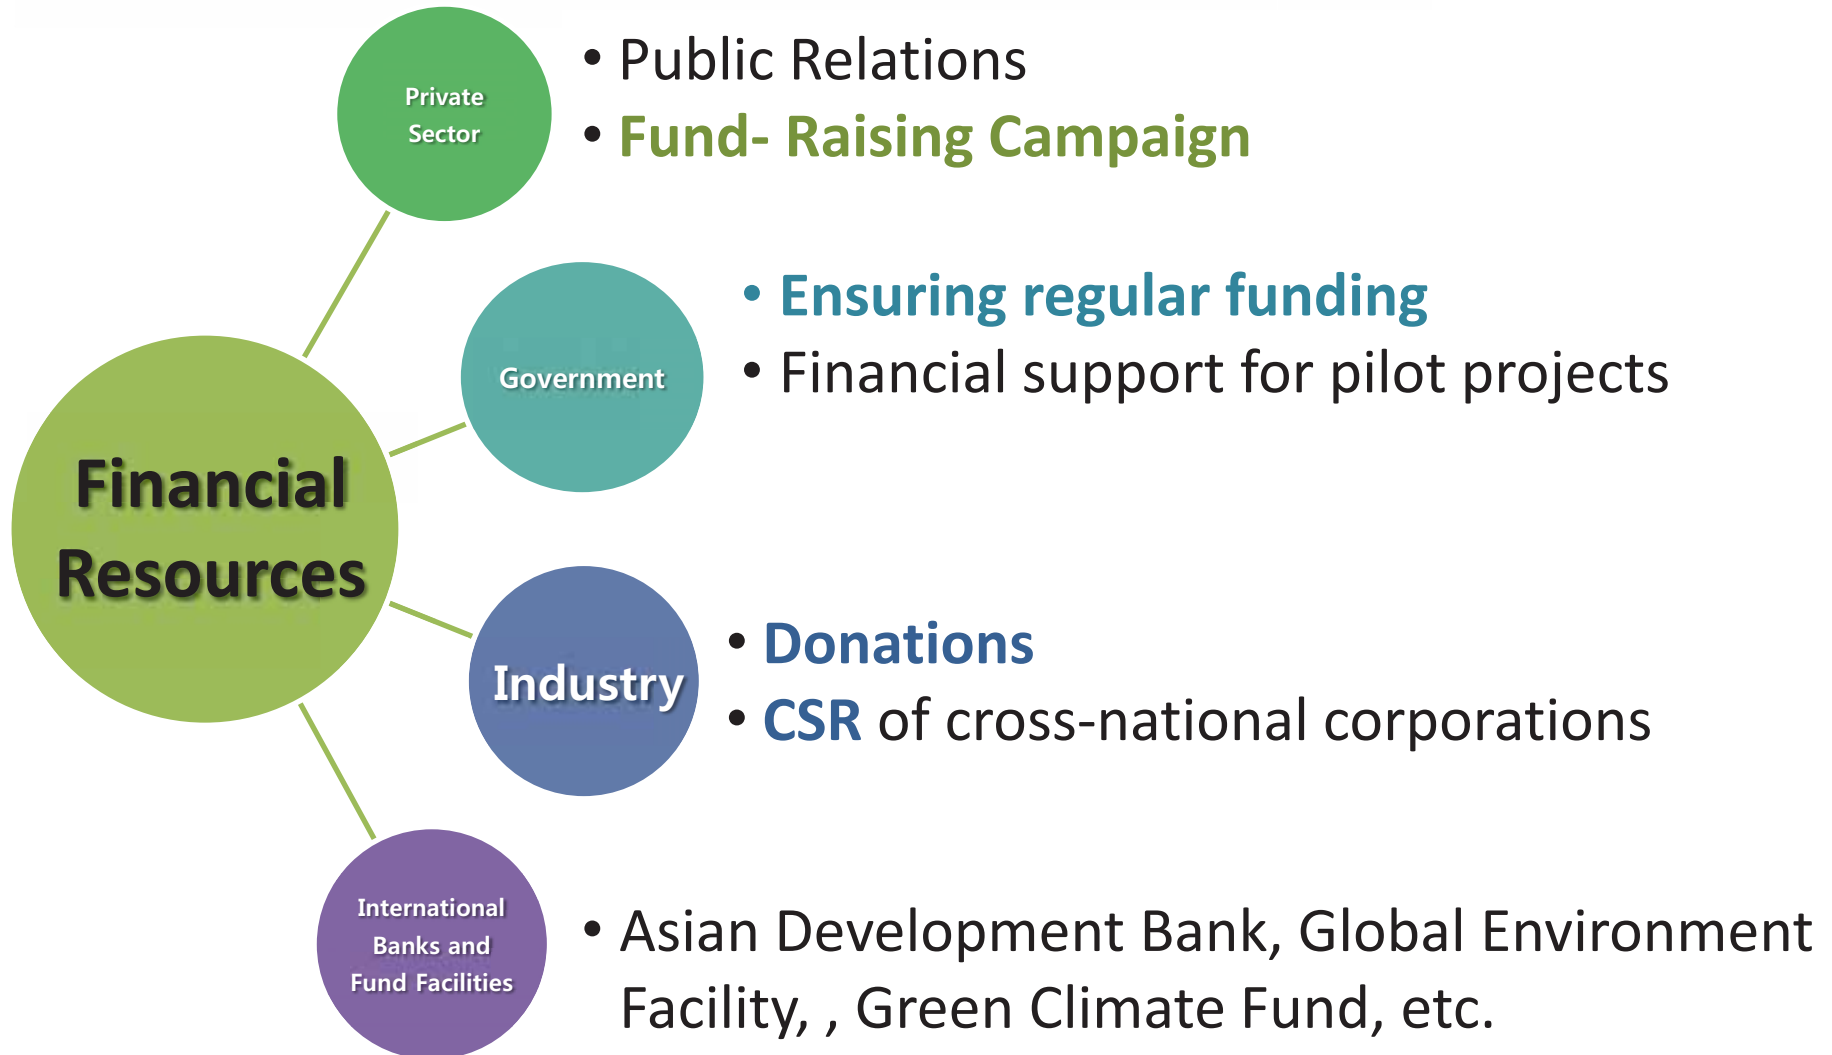 Private
Sector
• Public Relations
• Fund- Raising Campaign
Government
• Ensuring regular funding
• Financial support for pilot projects
Financial
Resources
Industry
• Donations
• CSR of cross-national corporations
International
Banks and
Fund Facilities
• Asian Development Bank, Global Environment
Facility, , Green Climate Fund, etc.